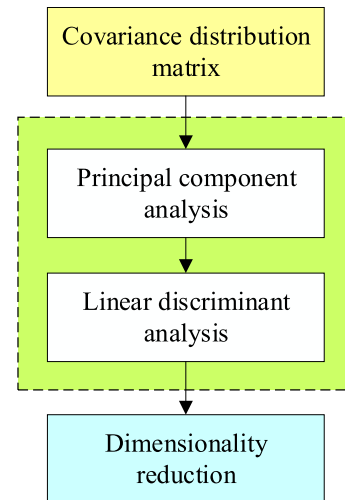 Covariance distribution
matrix
Principal component
analysis
Linear discriminant
analysis
Dimensionality
reduction